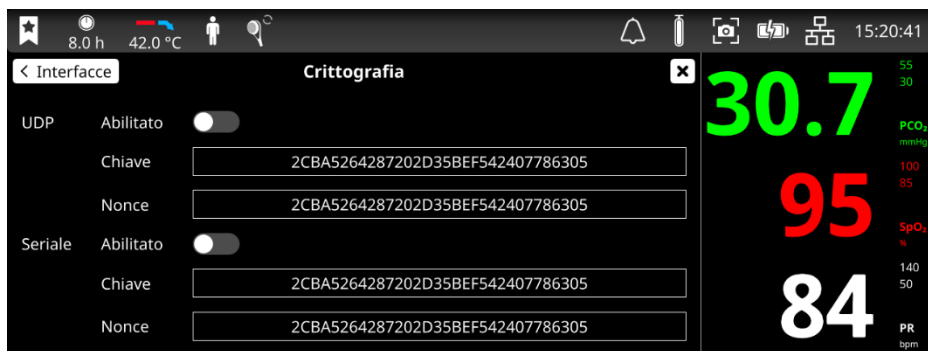 8.0 h 42.0 °C 15:20:41
< Interfacce Crittografia
UDP Abilitato
Chiave 2CBA5264287202D35BEF542407786305
Nonce 2CBA5264287202D35BEF542407786305
Seriale Abilitato
Chiave 2CBA5264287202D35BEF542407786305
Nonce 2CBA5264287202D35BEF542407786305
30.7
55
30
PCO₂
mmHg
95
100
85
SpO₂
%
84
140
50
PR
bpm